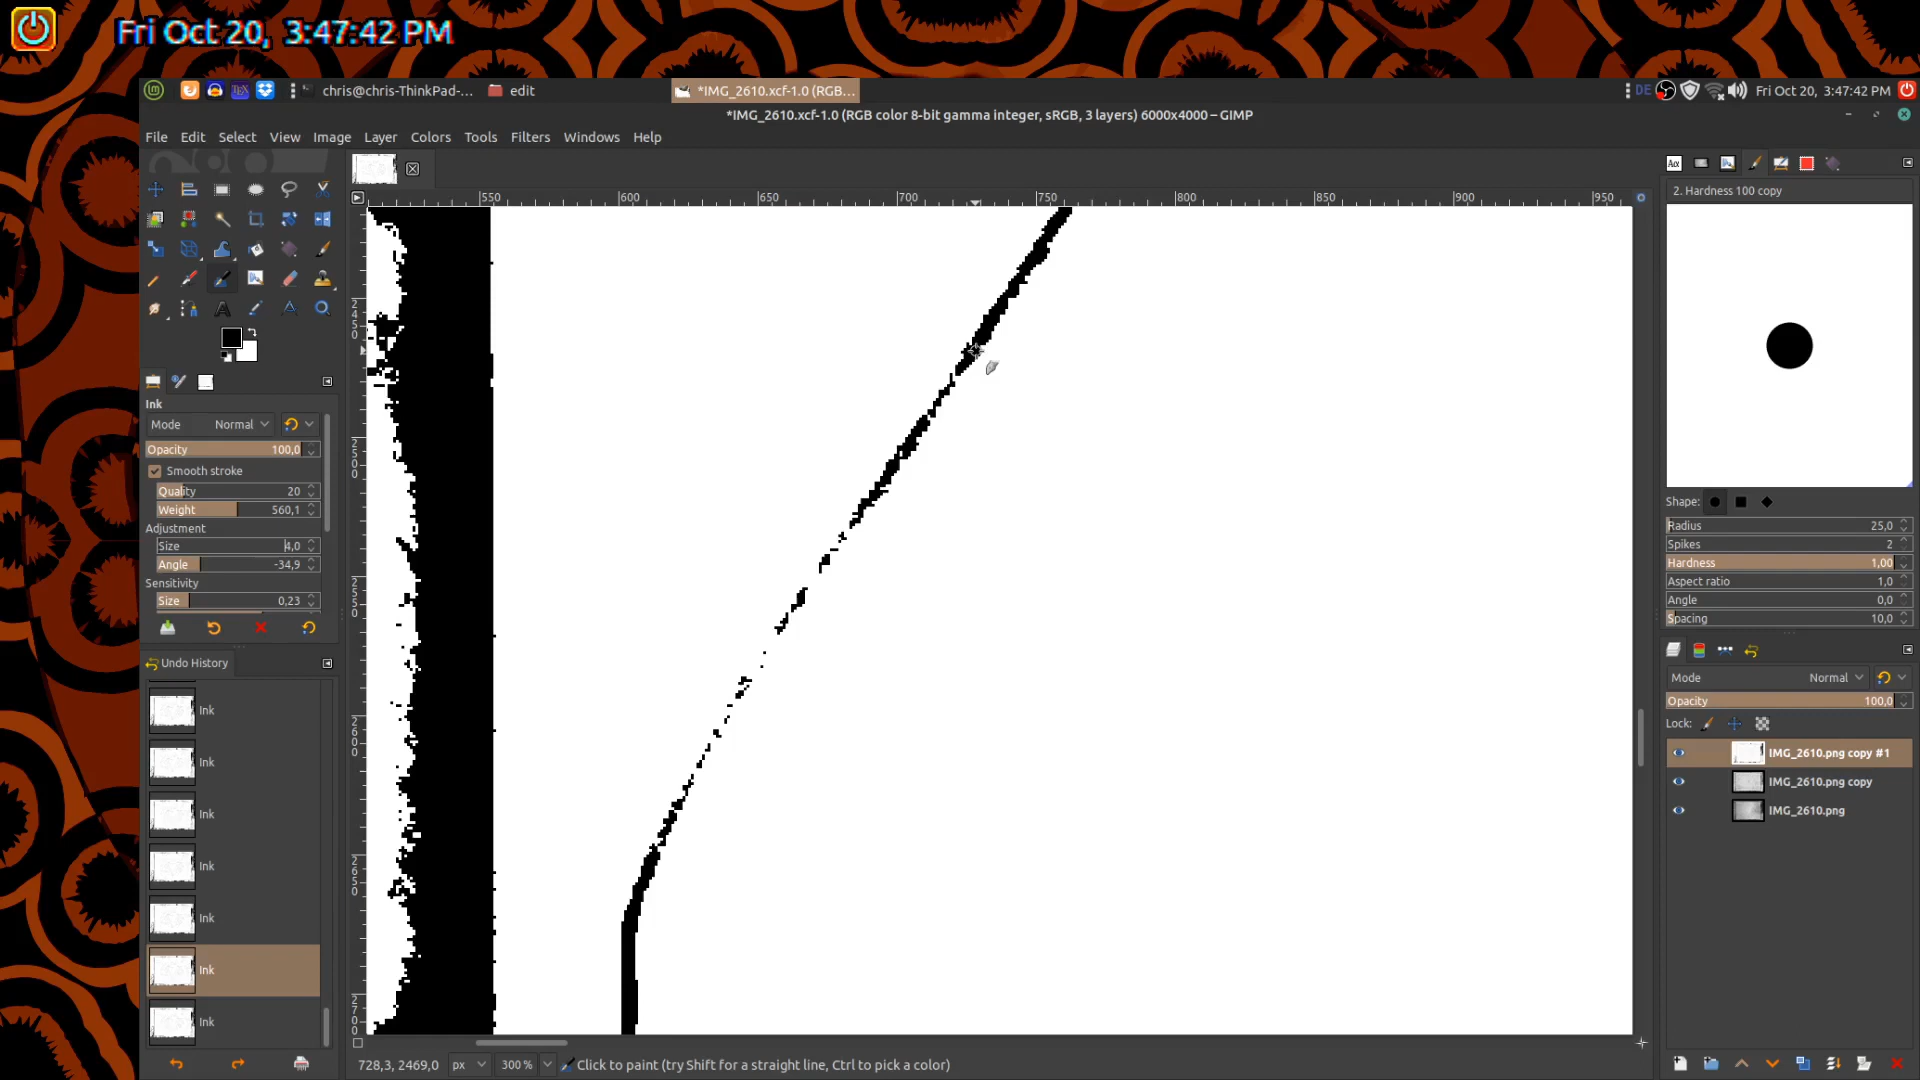 Fri Oct 20, 3:47:42 PM
chris@chris-ThinkPad-...
edit
*IMG_2610.xcf-1.0 (RGB...
DE
Fri Oct 20, 3:47:42 PM
*IMG_2610.xcf-1.0 (RGB color 8-bit gamma integer, sRGB, 3 layers) 6000x4000 – GIMP
File Edit Select View Image Layer Colors Tools Filters Windows Help
550 600 650 700 750 800 850 900 950
2450
2500
2550
2600
2650
2700
Ink
Mode Normal
Opacity 100,0
Smooth stroke
Quality 20
Weight 560,1
Adjustment
Size 4,0
Angle -34,9
Sensitivity
Size 0,23
Undo History
Ink
Ink
Ink
Ink
Ink
Ink
Ink
2. Hardness 100 copy
Shape:
Radius 25,0
Spikes 2
Hardness 1,00
Aspect ratio 1,0
Angle 0,0
Spacing 10,0
Mode Normal
Opacity 100,0
Lock:
IMG_2610.png copy #1
IMG_2610.png copy
IMG_2610.png
728,3, 2469,0 px 300 % Click to paint (try Shift for a straight line, Ctrl to pick a color)